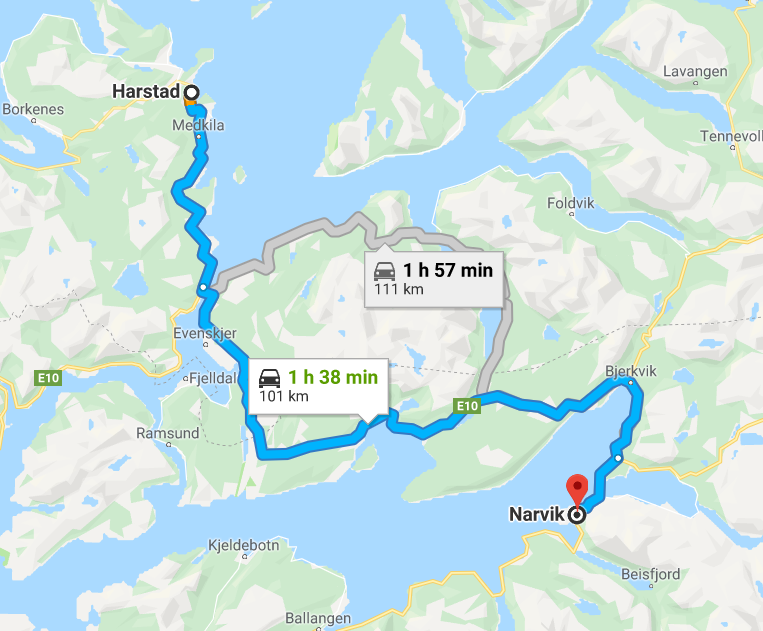 Lavangen
Harstad
Borkenes
Medkila
Tennevoll
Foldvik
1 h 57 min
111 km
Evenskjer
E10
Fjelldal
1 h 38 min
101 km
Bjerkvik
E10
Ramsund
Narvik
Kjeldebotn
Beisfjord
Ballangen